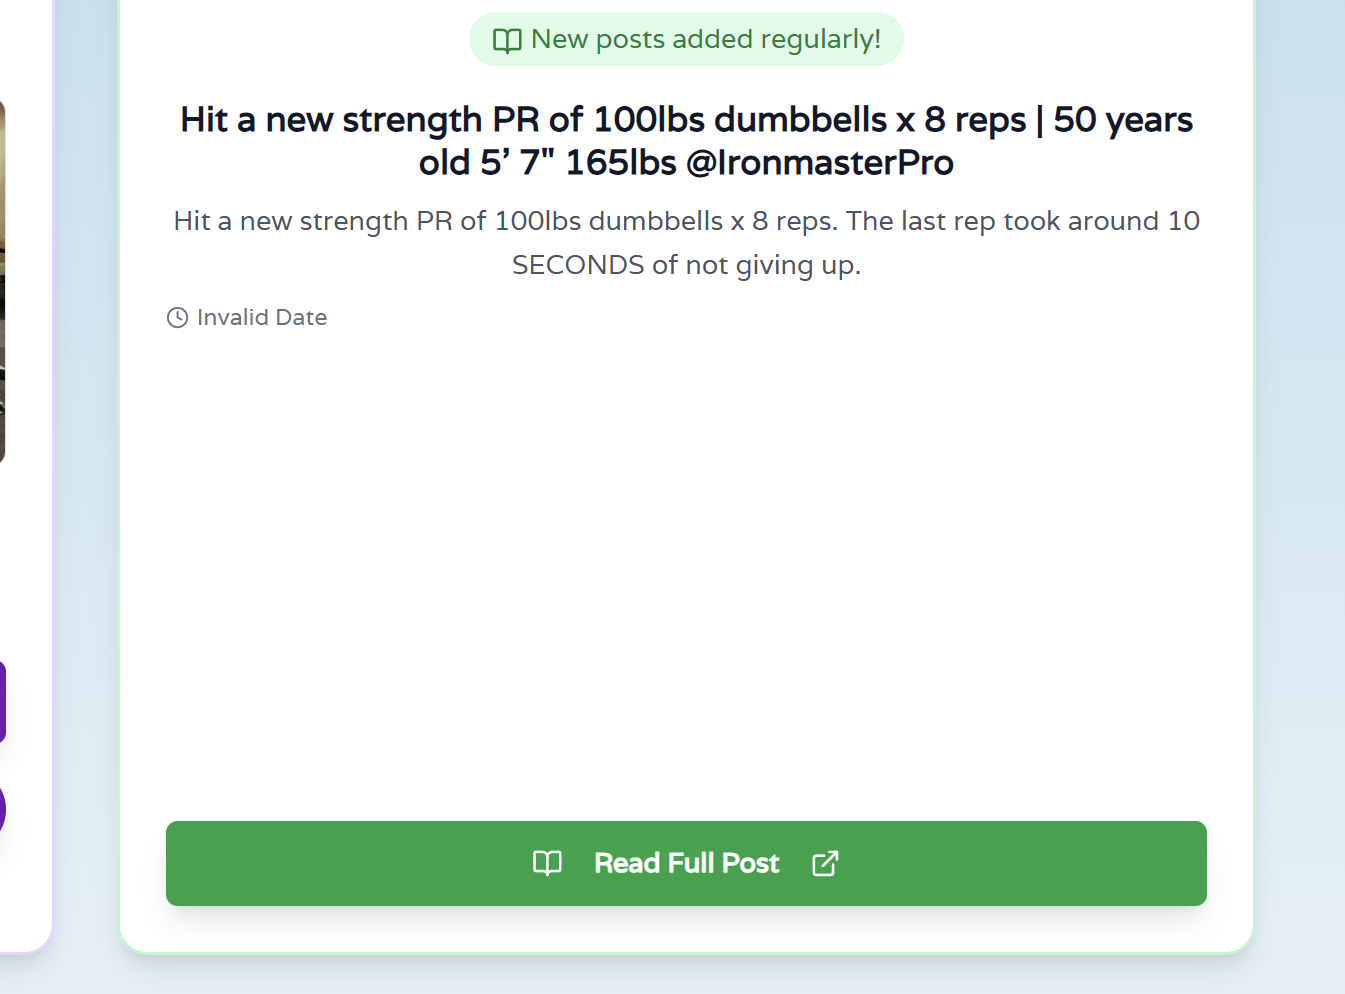 New posts added regularly!
Hit a new strength PR of 100lbs dumbbells x 8 reps | 50 years
old 5’ 7" 165lbs @IronmasterPro
Hit a new strength PR of 100lbs dumbbells x 8 reps. The last rep took around 10
SECONDS of not giving up.
Invalid Date
Read Full Post